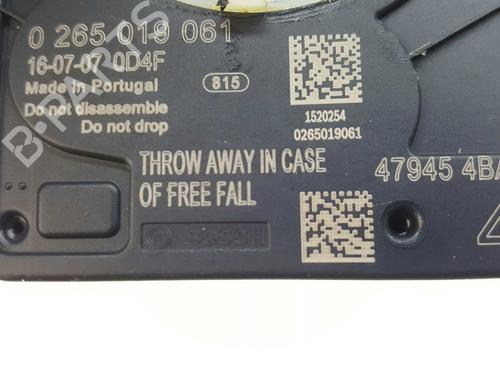 0 265 019 061
16-07-07 0D4F
Made in Portugal
Do not disassemble
Do not drop
815
1520254
0265019061
THROW AWAY IN CASE
OF FREE FALL
47945 4BA
BOSCH
B-PARTS